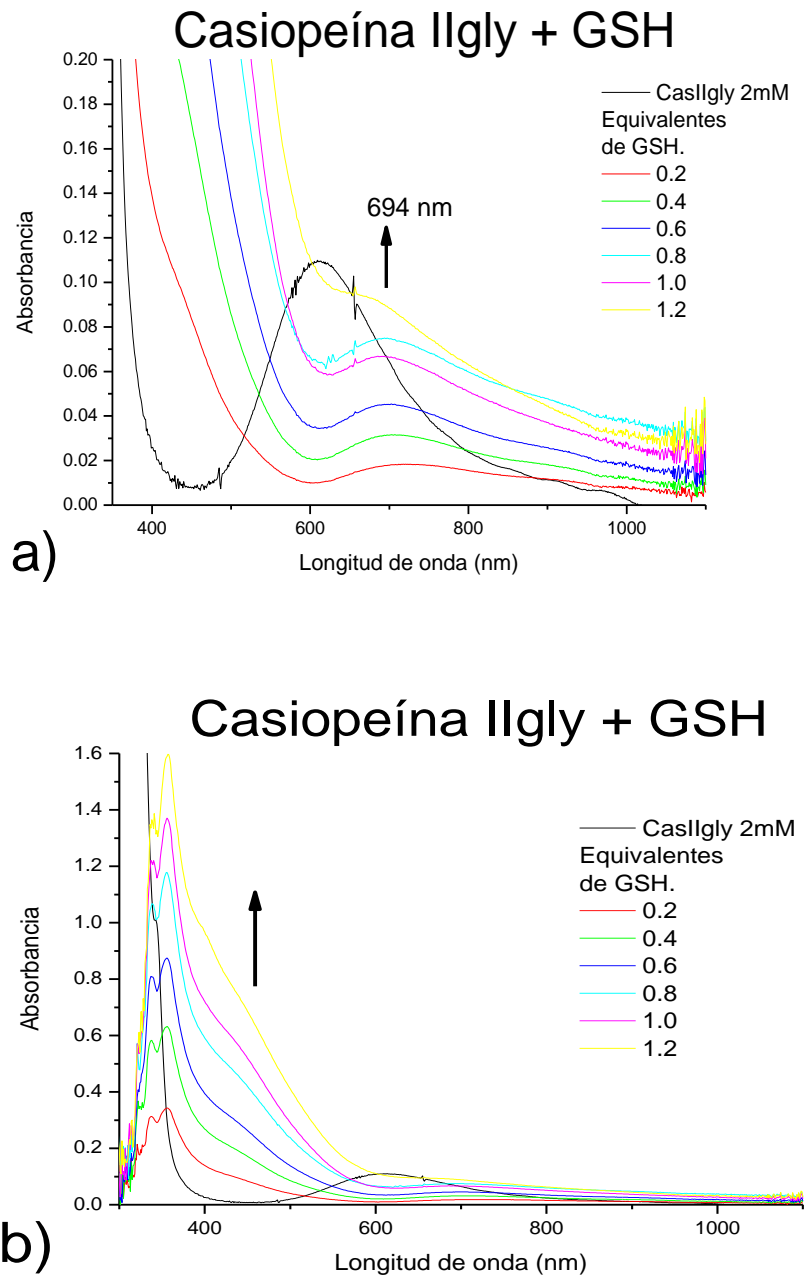 Casiopeína IIgly + GSH
0.20
0.18
0.16
0.14
0.12
0.10
0.08
0.06
0.04
0.02
0.00
Absorbancia
694 nm
CasIIgly 2mM
Equivalentes
de GSH.
0.2
0.4
0.6
0.8
1.0
1.2
400
600
800
1000
Longitud de onda (nm)
a)
Casiopeína IIgly + GSH
1.6
1.4
1.2
1.0
0.8
0.6
0.4
0.2
0.0
Absorbancia
CasIIgly 2mM
Equivalentes
de GSH.
0.2
0.4
0.6
0.8
1.0
1.2
400
600
800
1000
Longitud de onda (nm)
b)